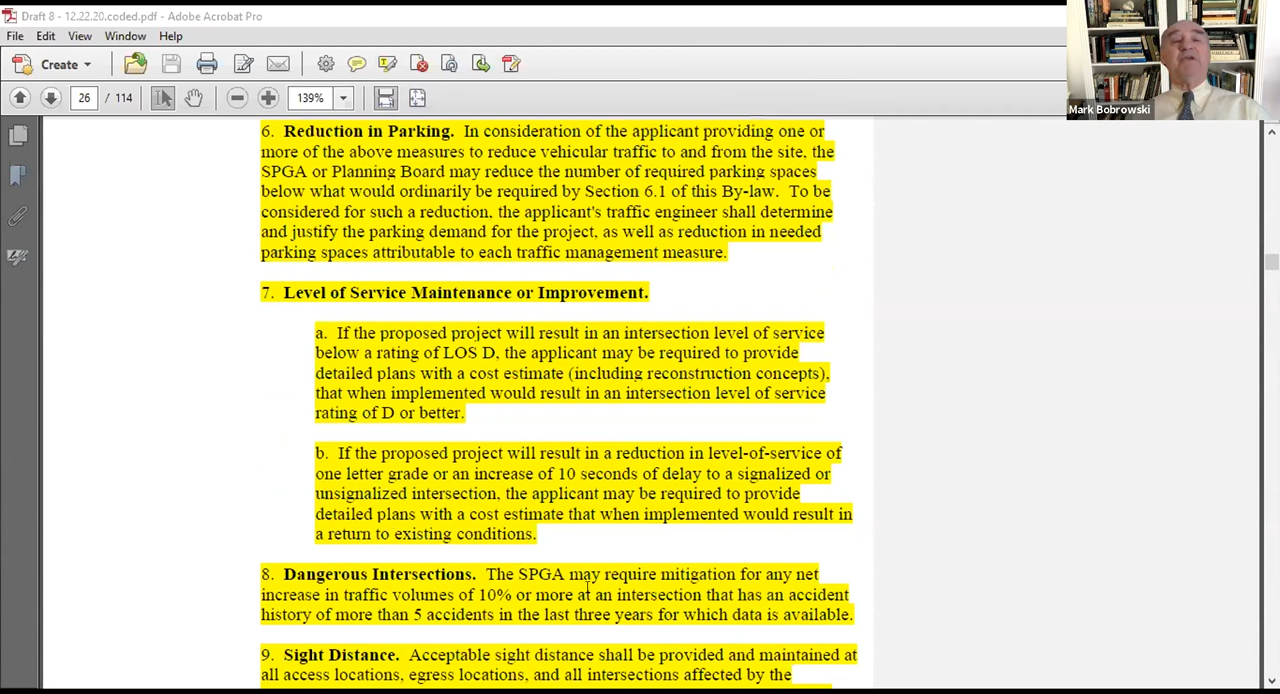 Draft 8 - 12.22.20.coded.pdf - Adobe Acrobat Pro
File Edit View Window Help
Create
26 / 114 139%
Mark Bobrowski
6. Reduction in Parking. In consideration of the applicant providing one or
more of the above measures to reduce vehicular traffic to and from the site, the
SPGA or Planning Board may reduce the number of required parking spaces
below what would ordinarily be required by Section 6.1 of this By-law. To be
considered for such a reduction, the applicant's traffic engineer shall determine
and justify the parking demand for the project, as well as reduction in needed
parking spaces attributable to each traffic management measure.
7. Level of Service Maintenance or Improvement.
a. If the proposed project will result in an intersection level of service
below a rating of LOS D, the applicant may be required to provide
detailed plans with a cost estimate (including reconstruction concepts),
that when implemented would result in an intersection level of service
rating of D or better.
b. If the proposed project will result in a reduction in level-of-service of
one letter grade or an increase of 10 seconds of delay to a signalized or
unsignalized intersection, the applicant may be required to provide
detailed plans with a cost estimate that when implemented would result in
a return to existing conditions.
8. Dangerous Intersections. The SPGA may require mitigation for any net
increase in traffic volumes of 10% or more at an intersection that has an accident
history of more than 5 accidents in the last three years for which data is available.
9. Sight Distance. Acceptable sight distance shall be provided and maintained at
all access locations, egress locations, and all intersections affected by the